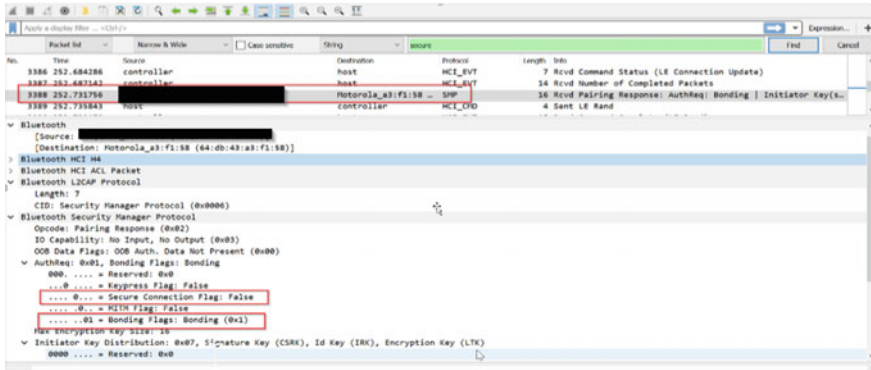 Apply a display filter ... <Ctrl-/>
Expression... +
Packet list Narrow & Wide Case sensitive String secure Find Cancel
No. Time Source Destination Protocol Length Info
3386 252.684286 controller host HCI_EVT 7 Rcvd Command Status (LE Connection Update)
3387 252.687143 controller host HCI_EVT 14 Rcvd Number of Completed Packets
3388 252.731756 Motorola_a3:f1:58 … SMP 16 Rcvd Pairing Response: AuthReq: Bonding | Initiator Key(s…
3389 252.735843 host controller HCI_CMD 4 Sent LE Rand
Bluetooth
[Source:
[Destination: Motorola_a3:f1:58 (64:db:43:a3:f1:58)]
Bluetooth HCI H4
Bluetooth HCI ACL Packet
Bluetooth L2CAP Protocol
Length: 7
CID: Security Manager Protocol (0x0006)
Bluetooth Security Manager Protocol
Opcode: Pairing Response (0x02)
IO Capability: No Input, No Output (0x03)
OOB Data Flags: OOB Auth. Data Not Present (0x00)
AuthReq: 0x01, Bonding Flags: Bonding
000. .... = Reserved: 0x0
...0 .... = Keypress Flag: False
.... 0... = Secure Connection Flag: False
.... .0.. = MITM Flag: False
.... ..01 = Bonding Flags: Bonding (0x1)
Max Encryption Key Size: 16
Initiator Key Distribution: 0x07, Signature Key (CSRK), Id Key (IRK), Encryption Key (LTK)
0000 .... = Reserved: 0x0